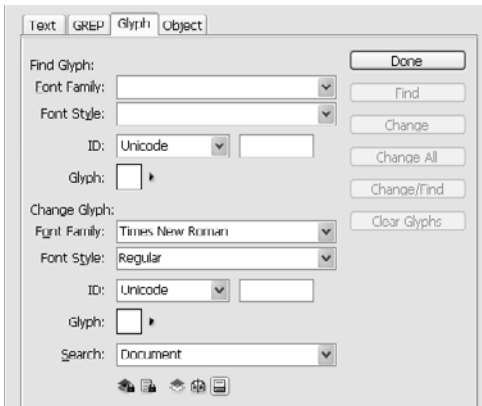 Text GREP Glyph Object
Find Glyph:
Font Family:
Font Style:
ID: Unicode
Glyph:
Change Glyph:
Font Family: Times New Roman
Font Style: Regular
ID: Unicode
Glyph:
Search: Document
Done
Find
Change
Change All
Change/Find
Clear Glyphs